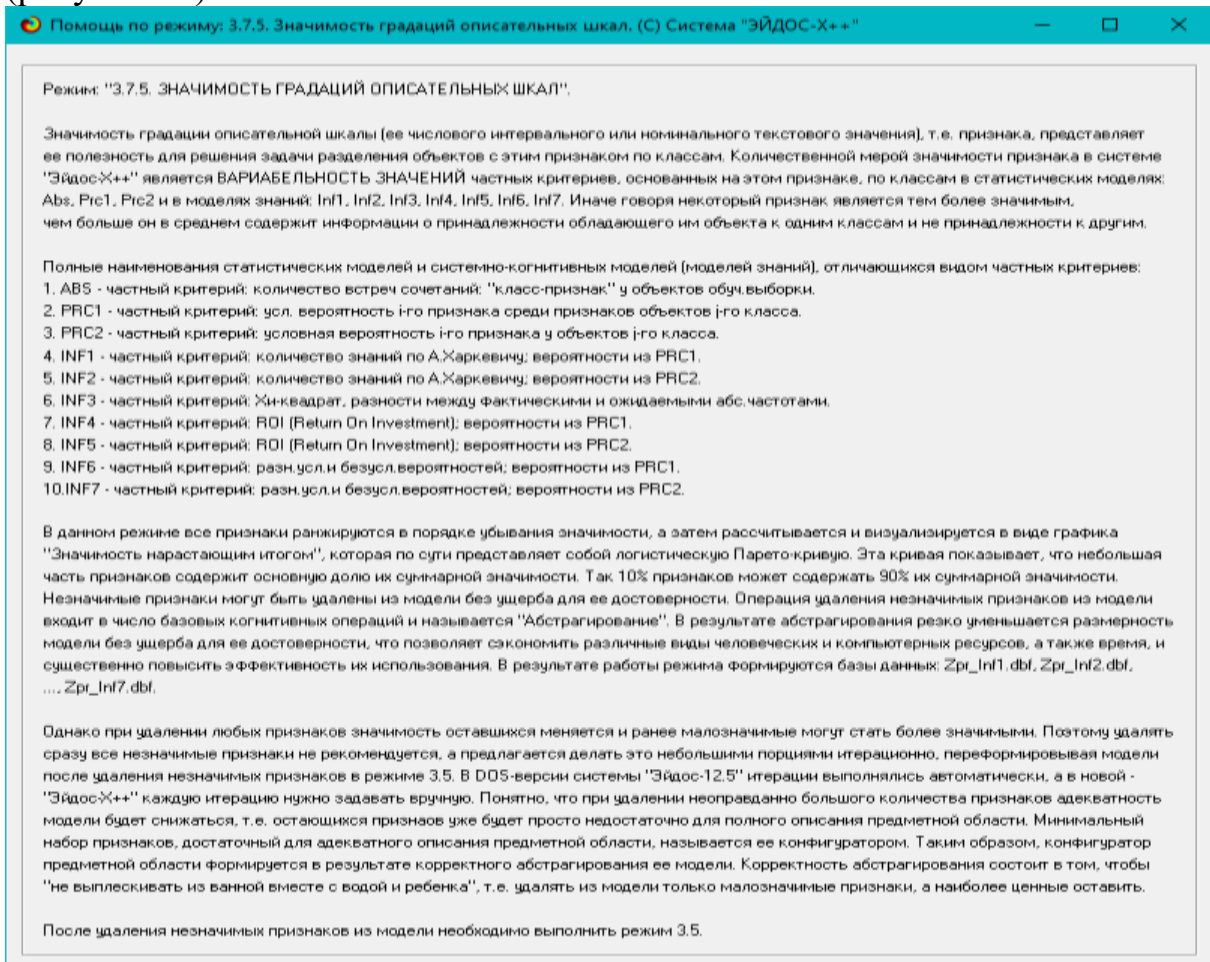 Помощь по режиму: 3.7.5. Значимость градаций описательных шкал. (С) Система "ЭЙДОС-Х++"
Режим: "3.7.5. ЗНАЧИМОСТЬ ГРАДАЦИЙ ОПИСАТЕЛЬНЫХ ШКАЛ".
Значимость градации описательной шкалы (ее числового интервального или номинального текстового значения), т.е. признака, представляет
ее полезность для решения задачи разделения объектов с этим признаком по классам. Количественной мерой значимости признака в системе
"Эйдос-Х++" является ВАРИАБЕЛЬНОСТЬ ЗНАЧЕНИЙ частных критериев, основанных на этом признаке, по классам в статистических моделях:
Abs, Prc1, Prc2 и в моделях знаний: Inf1, Inf2, Inf3, Inf4, Inf5, Inf6, Inf7. Иначе говоря некоторый признак является тем более значимым,
чем больше он в среднем содержит информации о принадлежности обладающего им объекта к одним классам и не принадлежности к другим.
Полные наименования статистических моделей и системно-когнитивных моделей (моделей знаний), отличающихся видом частных критериев:
1. ABS - частный критерий: количество встреч сочетаний: "класс-признак" у объектов обуч.выборки.
2. PRC1 - частный критерий: усл. вероятность i-го признака среди признаков объектов j-го класса.
3. PRC2 - частный критерий: условная вероятность i-го признака у объектов j-го класса.
4. INF1 - частный критерий: количество знаний по А.Харкевичу; вероятности из PRC1.
5. INF2 - частный критерий: количество знаний по А.Харкевичу; вероятности из PRC2.
6. INF3 - частный критерий: Хи-квадрат, разности между фактическими и ожидаемыми абс.частотами.
7. INF4 - частный критерий: ROI (Return On Investment); вероятности из PRC1.
8. INF5 - частный критерий: ROI (Return On Investment); вероятности из PRC2.
9. INF6 - частный критерий: разн.усл.и безусл.вероятностей; вероятности из PRC1.
10.INF7 - частный критерий: разн.усл.и безусл.вероятностей; вероятности из PRC2.
В данном режиме все признаки ранжируются в порядке убывания значимости, а затем рассчитывается и визуализируется в виде графика
"Значимость нарастающим итогом", которая по сути представляет собой логистическую Парето-кривую. Эта кривая показывает, что небольшая
часть признаков содержит основную долю их суммарной значимости. Так 10% признаков может содержать 90% их суммарной значимости.
Незначимые признаки могут быть удалены из модели без ущерба для ее достоверности. Операция удаления незначимых признаков из модели
входит в число базовых когнитивных операций и называется "Абстрагирование". В результате абстрагирования резко уменьшается размерность
модели без ущерба для ее достоверности, что позволяет сэкономить различные виды человеческих и компьютерных ресурсов, а также время, и
существенно повысить эффективность их использования. В результате работы режима формируются базы данных: Zpr_Inf1.dbf, Zpr_Inf2.dbf,
..., Zpr_Inf7.dbf.
Однако при удалении любых признаков значимость оставшихся меняется и ранее малозначимые могут стать более значимыми. Поэтому удалять
сразу все незначимые признаки не рекомендуется, а предлагается делать это небольшими порциями итерационно, переформировывая модели
после удаления незначимых признаков в режиме 3.5. В DOS-версии системы "Эйдос-12.5" итерации выполнялись автоматически, а в новой -
"Эйдос-Х++" каждую итерацию нужно задавать вручную. Понятно, что при удалении неоправданно большого количества признаков адекватность
модели будет снижаться, т.е. остающихся признаов уже будет просто недостаточно для полного описания предметной области. Минимальный
набор признаков, достаточный для адекватного описания предметной области, называется ее конфигуратором. Таким образом, конфигуратор
предметной области формируется в результате корректного абстрагирования ее модели. Корректность абстрагирования состоит в том, чтобы
"не выплескивать из ванной вместе с водой и ребенка", т.е. удалять из модели только малозначимые признаки, а наиболее ценные оставить.
После удаления незначимых признаков из модели необходимо выполнить режим 3.5.